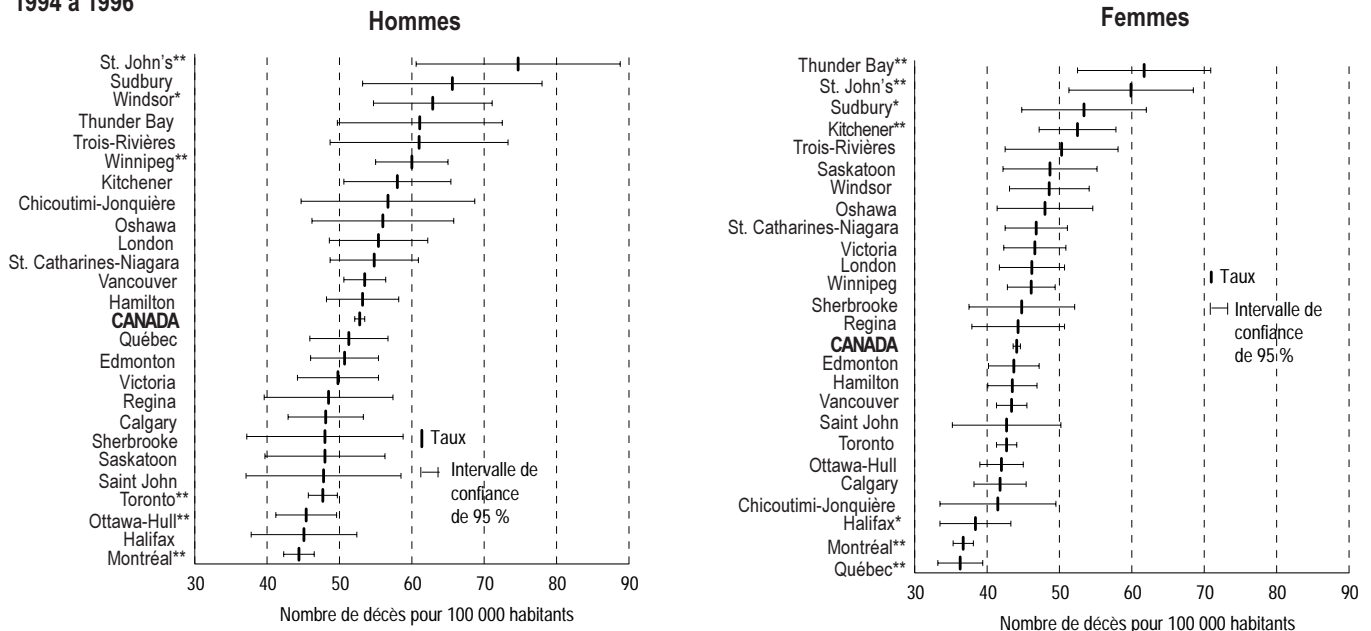 1994 à 1996
Hommes
St. John's**
Sudbury
Windsor*
Thunder Bay
Trois-Rivières
Winnipeg**
Kitchener
Chicoutimi-Jonquière
Oshawa
London
St. Catharines-Niagara
Vancouver
Hamilton
CANADA
Québec
Edmonton
Victoria
Regina
Calgary
Sherbrooke
Saskatoon
Saint John
Toronto**
Ottawa-Hull**
Halifax
Montréal**
Taux
Intervalle de
confiance
de 95 %
30 40 50 60 70 80 90
Nombre de décès pour 100 000 habitants
Femmes
Thunder Bay**
St. John's**
Sudbury*
Kitchener**
Trois-Rivières
Saskatoon
Windsor
Oshawa
St. Catharines-Niagara
Victoria
London
Winnipeg
Sherbrooke
Regina
CANADA
Edmonton
Hamilton
Vancouver
Saint John
Toronto
Ottawa-Hull
Calgary
Chicoutimi-Jonquière
Halifax*
Montréal**
Québec**
Taux
Intervalle de
confiance
de 95 %
30 40 50 60 70 80 90
Nombre de décès pour 100 000 habitants